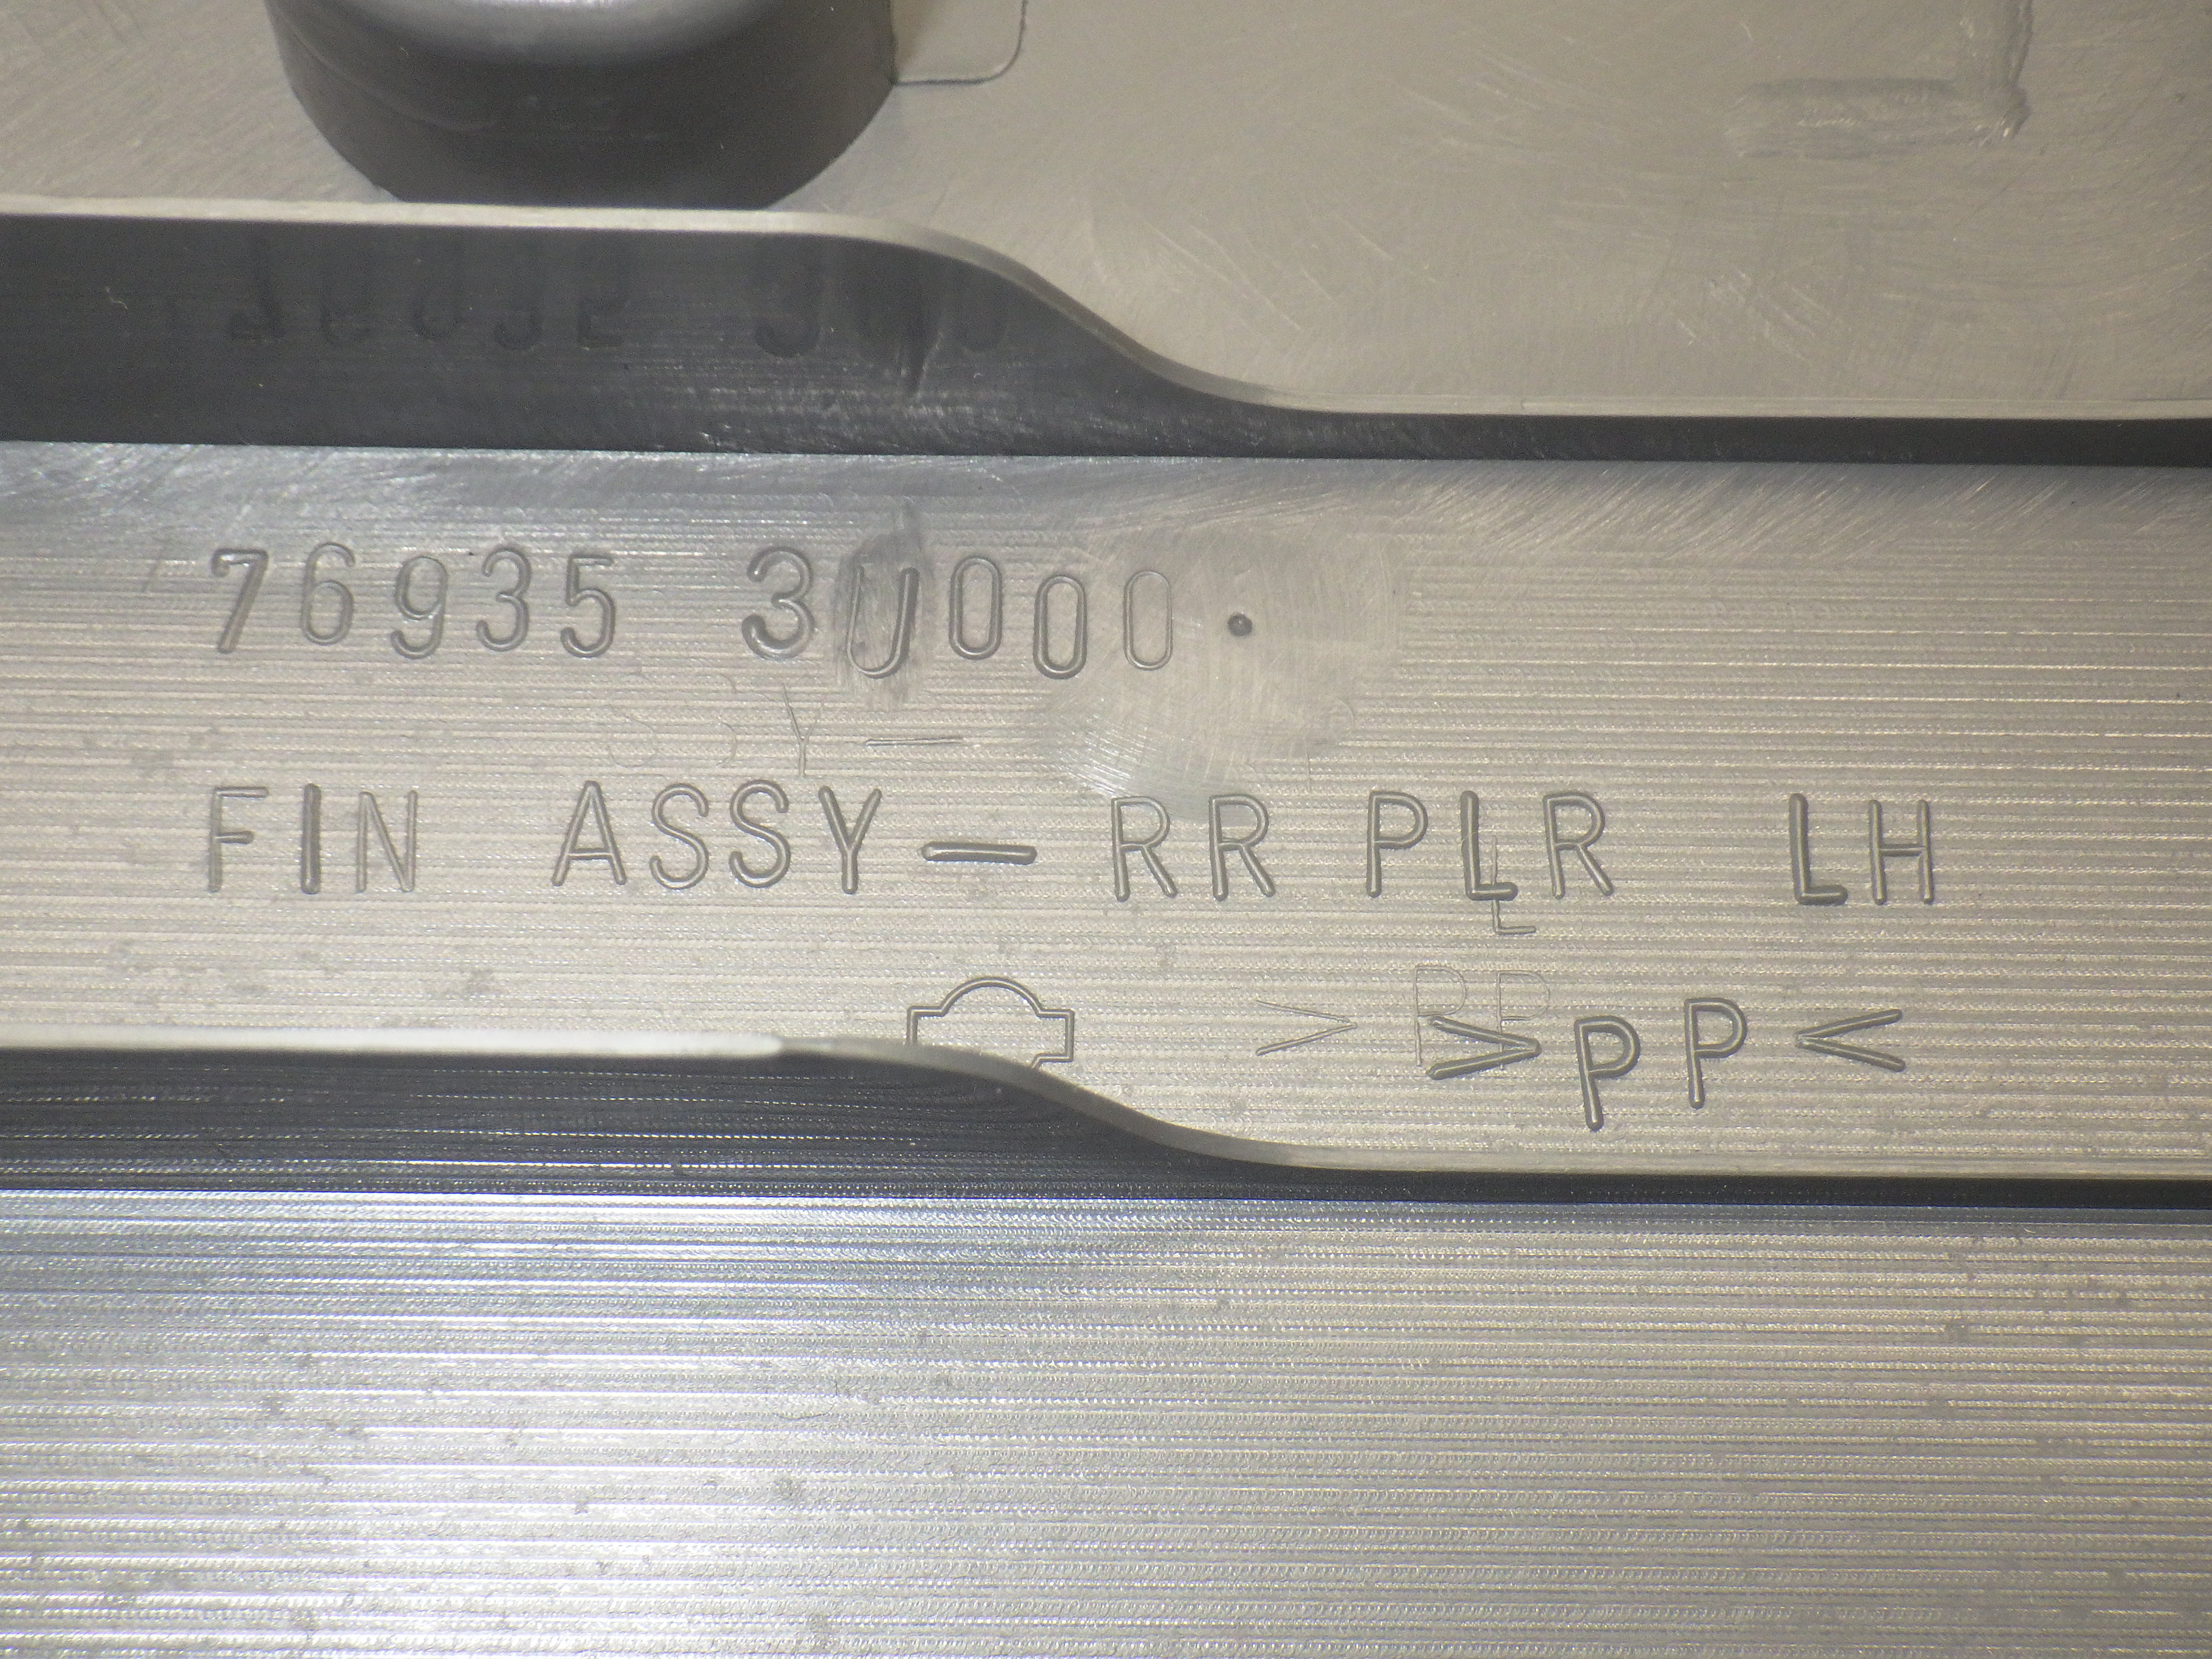 76935 3U000
FIN ASSY— RR PLR LH
>PP<